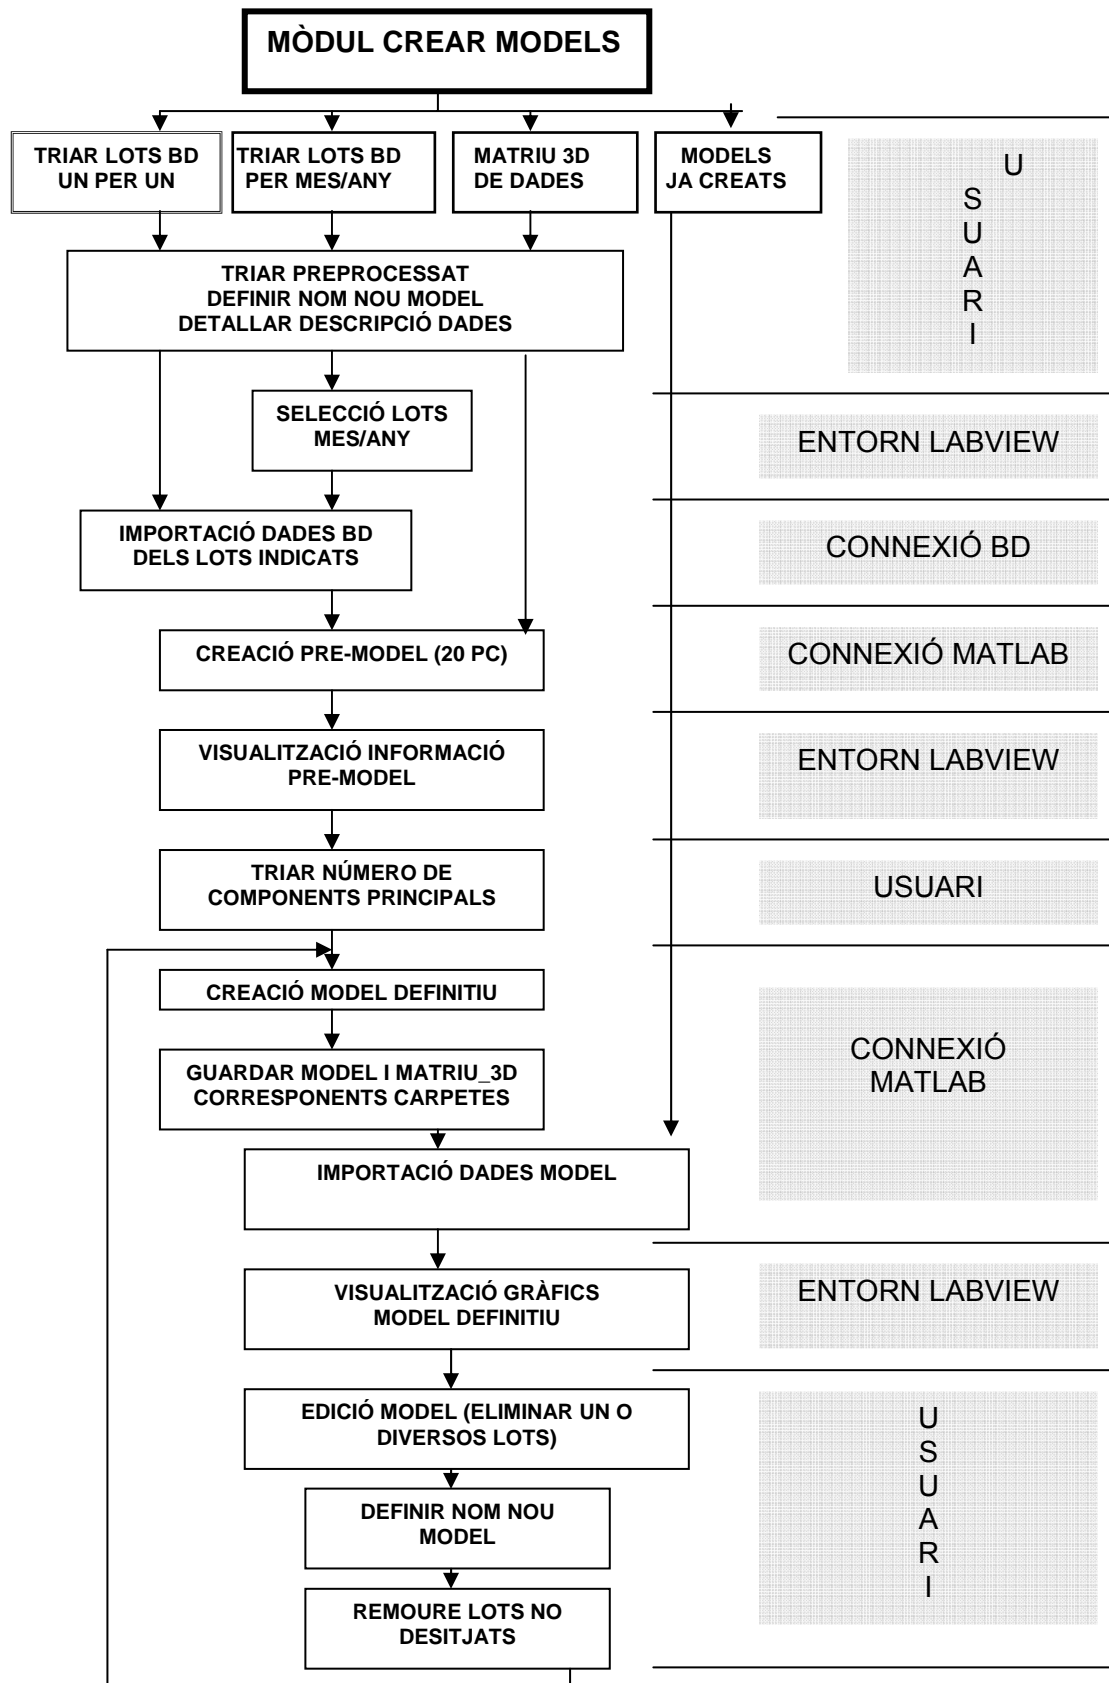 MÒDUL CREAR MODELS
TRIAR LOTS BD
UN PER UN
TRIAR LOTS BD
PER MES/ANY
MATRIU 3D
DE DADES
MODELS
JA CREATS
U
S
U
A
R
I
TRIAR PREPROCESSAT
DEFINIR NOM NOU MODEL
DETALLAR DESCRIPCIÓ DADES
SELECCIÓ LOTS
MES/ANY
ENTORN LABVIEW
IMPORTACIÓ DADES BD
DELS LOTS INDICATS
CONNEXIÓ BD
CREACIÓ PRE-MODEL (20 PC)
CONNEXIÓ MATLAB
VISUALITZACIÓ INFORMACIÓ
PRE-MODEL
ENTORN LABVIEW
TRIAR NÚMERO DE
COMPONENTS PRINCIPALS
USUARI
CREACIÓ MODEL DEFINITIU
GUARDAR MODEL I MATRIU_3D
CORRESPONENTS CARPETES
CONNEXIÓ
MATLAB
IMPORTACIÓ DADES MODEL
VISUALITZACIÓ GRÀFICS
MODEL DEFINITIU
ENTORN LABVIEW
EDICIÓ MODEL (ELIMINAR UN O
DIVERSOS LOTS)
DEFINIR NOM NOU
MODEL
REMOURE LOTS NO
DESITJATS
U
S
U
A
R
I